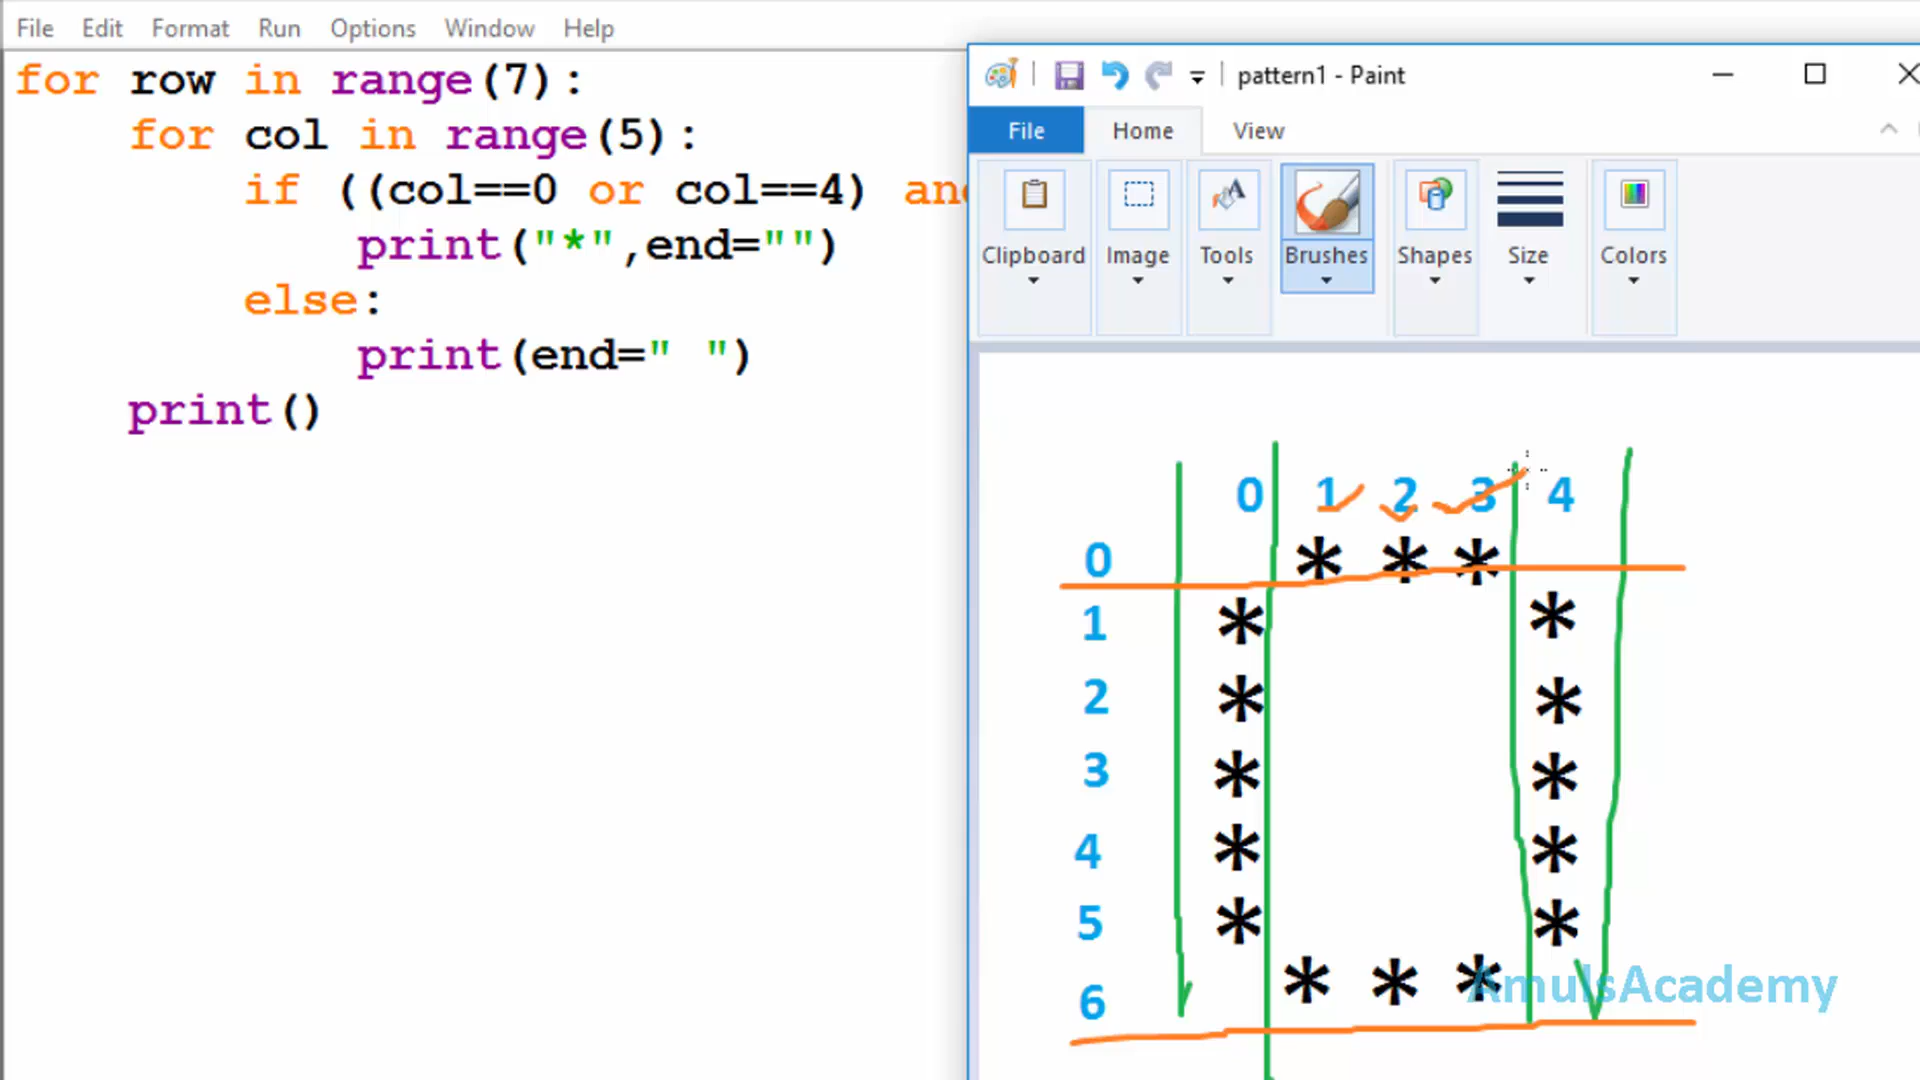 File Edit Format Run Options Window Help
for row in range(7):
for col in range(5):
if ((col==0 or col==4) and
print("*",end="")
else:
print(end=" ")
print()
pattern1 - Paint
File Home View
Clipboard Image Tools Brushes Shapes Size Colors
0 1 2 3 4
0 * * *
1 * *
2 * *
3 * *
4 * *
5 * *
6 * * *
AmulsAcademy